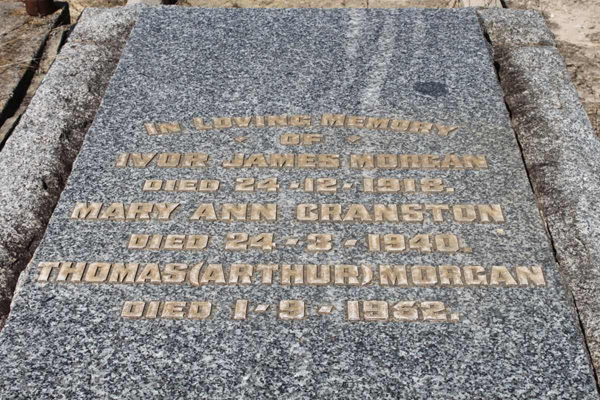 IN LOVING MEMORY
OF
IVOR JAMES MORGAN
DIED 24-12-1918.
MARY ANN CRANSTON
DIED 24-3-1940.
THOMAS (ARTHUR) MORGAN
DIED 1-9-1952.